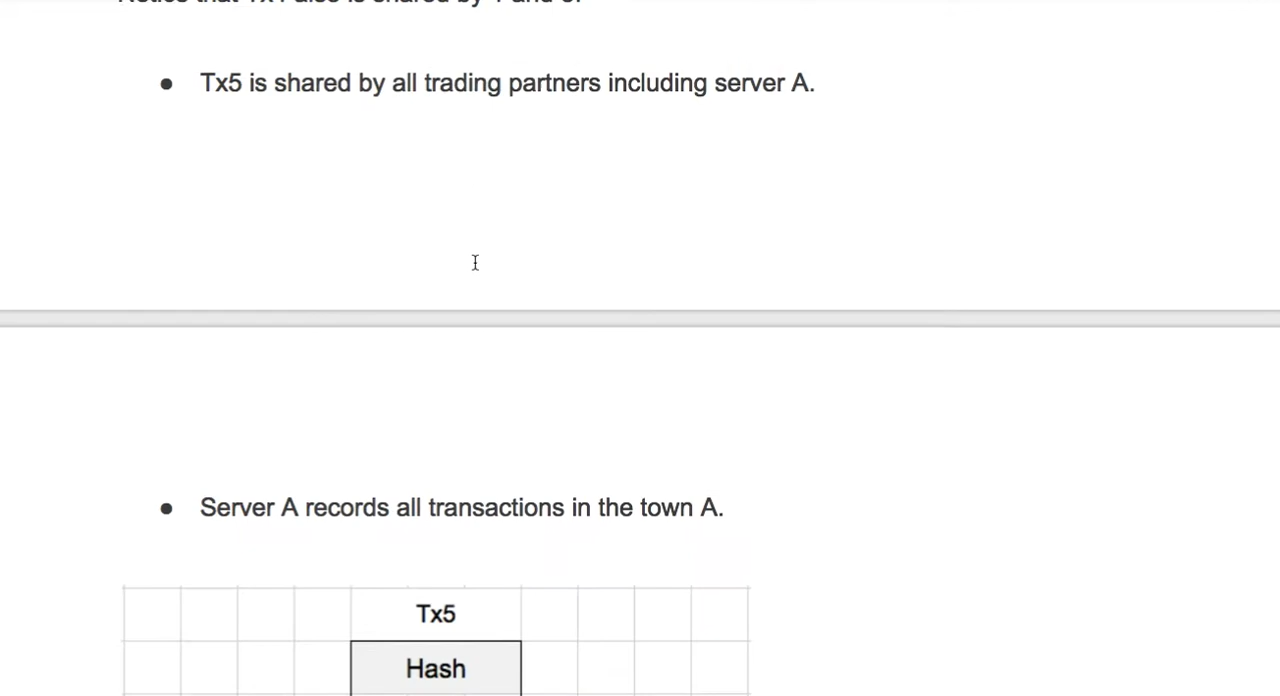 ● Tx5 is shared by all trading partners including server A.
● Server A records all transactions in the town A.
Tx5
Hash